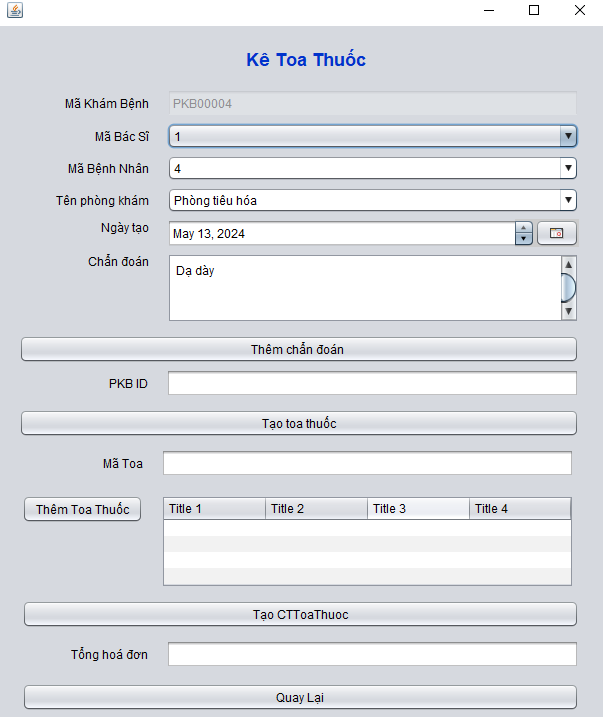 Kê Toa Thuốc
Mã Khám Bệnh PKB00004
Mã Bác Sĩ 1
Mã Bệnh Nhân 4
Tên phòng khám Phòng tiêu hóa
Ngày tạo May 13, 2024
Chẩn đoán Dạ dày
Thêm chẩn đoán
PKB ID
Tạo toa thuốc
Mã Toa
Thêm Toa Thuốc Title 1 Title 2 Title 3 Title 4
Tạo CTToaThuoc
Tổng hoá đơn
Quay Lại